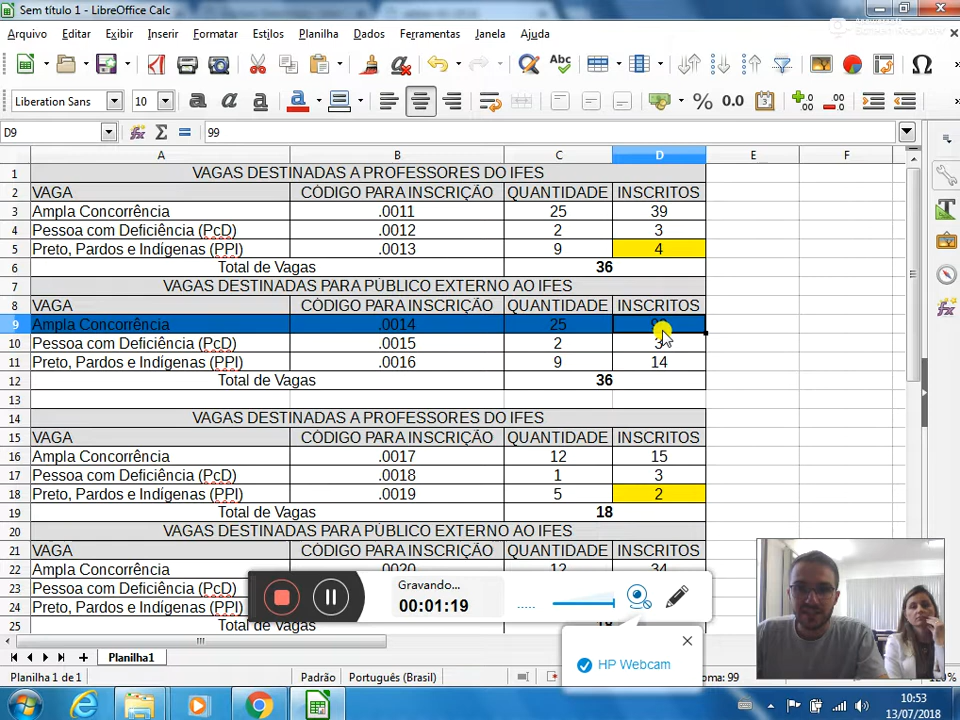 Sem título 1 - LibreOffice Calc
Arquivo Editar Exibir Inserir Formatar Estilos Planilha Dados Ferramentas Janela Ajuda
Liberation Sans 10
D9 99
A B C D E F
1 VAGAS DESTINADAS A PROFESSORES DO IFES
2 VAGA CÓDIGO PARA INSCRIÇÃO QUANTIDADE INSCRITOS
3 Ampla Concorrência .0011 25 39
4 Pessoa com Deficiência (PcD) .0012 2 3
5 Preto, Pardos e Indígenas (PPI) .0013 9 4
6 Total de Vagas 36
7 VAGAS DESTINADAS PARA PÚBLICO EXTERNO AO IFES
8 VAGA CÓDIGO PARA INSCRIÇÃO QUANTIDADE INSCRITOS
9 Ampla Concorrência .0014 25
10 Pessoa com Deficiência (PcD) .0015 2 3
11 Preto, Pardos e Indígenas (PPI) .0016 9 14
12 Total de Vagas 36
13
14 VAGAS DESTINADAS A PROFESSORES DO IFES
15 VAGA CÓDIGO PARA INSCRIÇÃO QUANTIDADE INSCRITOS
16 Ampla Concorrência .0017 12 15
17 Pessoa com Deficiência (PcD) .0018 1 3
18 Preto, Pardos e Indígenas (PPI) .0019 5 2
19 Total de Vagas 18
20 VAGAS DESTINADAS PARA PÚBLICO EXTERNO AO IFES
21 VAGA CÓDIGO PARA INSCRIÇÃO QUANTIDADE INSCRITOS
22 Ampla Concorrência .0020 12 34
23 Pessoa com Deficiência (PcD)
24 Preto, Pardos e Indígenas (PPI)
25 Total de Vagas
Gravando...
00:01:19
HP Webcam
Planilha1
Planilha 1 de 1 Padrão Português (Brasil) oma: 99
10:53
13/07/2018